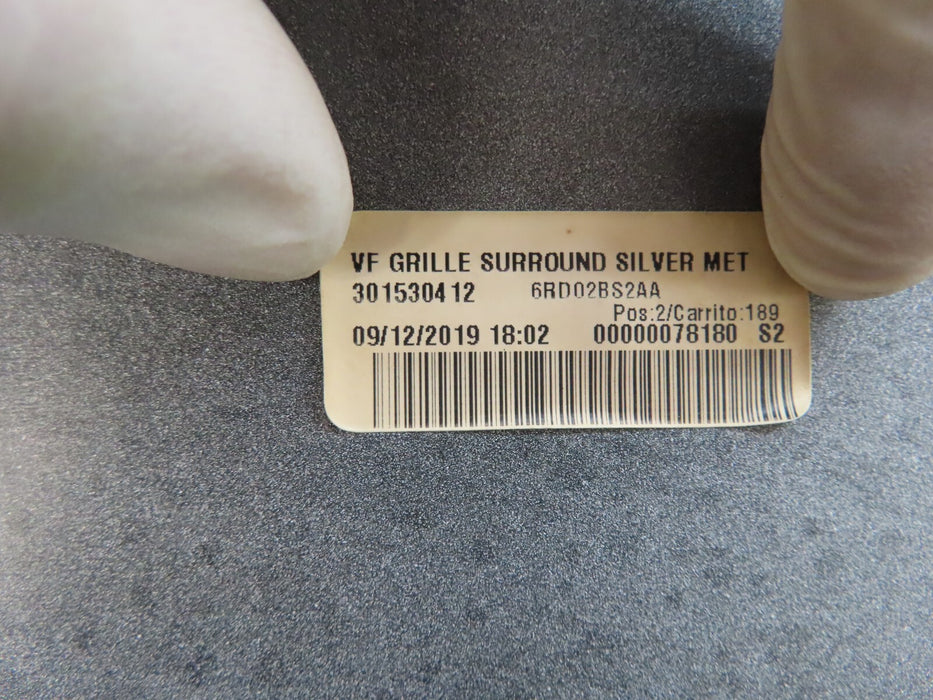 VF GRILLE SURROUND SILVER MET
301530412 6RD02BS2AA
Pos:2/Carrito:189
09/12/2019 18:02 00000078180 S2